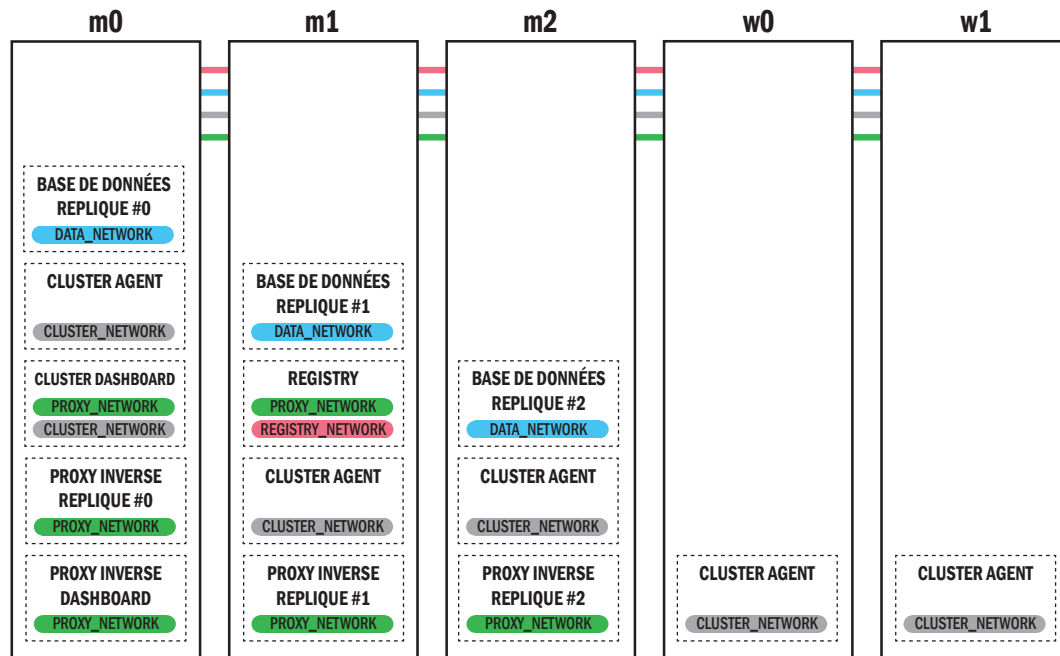 m0
m1
m2
w0
w1
BASE DE DONNÉES
REPLIQUE #0
DATA_NETWORK
CLUSTER AGENT
CLUSTER_NETWORK
CLUSTER DASHBOARD
PROXY_NETWORK
CLUSTER_NETWORK
PROXY INVERSE
REPLIQUE #0
PROXY_NETWORK
PROXY INVERSE
DASHBOARD
PROXY_NETWORK
BASE DE DONNÉES
REPLIQUE #1
DATA_NETWORK
REGISTRY
PROXY_NETWORK
REGISTRY_NETWORK
CLUSTER AGENT
CLUSTER_NETWORK
PROXY INVERSE
REPLIQUE #1
PROXY_NETWORK
BASE DE DONNÉES
REPLIQUE #2
DATA_NETWORK
CLUSTER AGENT
CLUSTER_NETWORK
PROXY INVERSE
REPLIQUE #2
PROXY_NETWORK
CLUSTER AGENT
CLUSTER_NETWORK
CLUSTER AGENT
CLUSTER_NETWORK